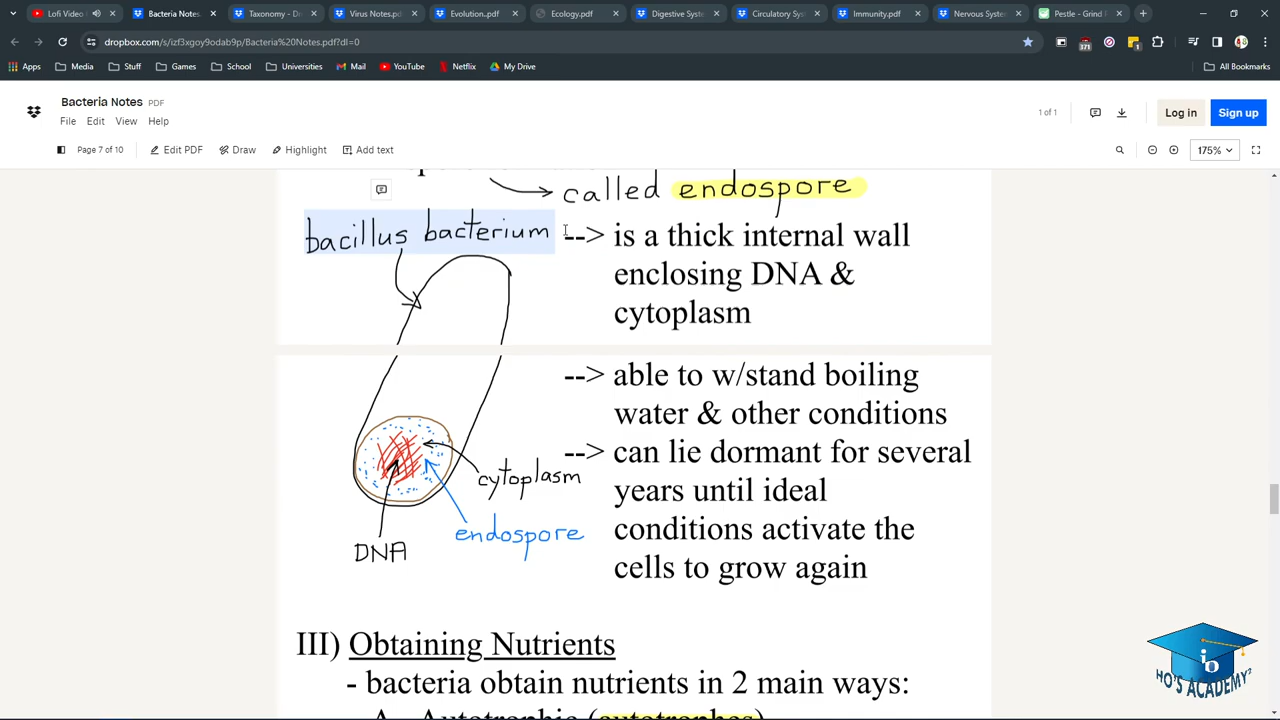 Lofi Video
Bacteria Notes
Taxonomy - D
Virus Notes.pd
Evolution.pdf
Ecology.pdf
Digestive Syste
Circulatory Sys
Immunity.pdf
Nervous System
Pestle - Grind
dropbox.com/s/izf3xgoy9odab9p/Bacteria%20Notes.pdf?dl=0
371
1
Apps Media Stuff Games School Universities Mail YouTube Netflix My Drive All Bookmarks
Bacteria Notes PDF
File Edit View Help
1 of 1
Log in
Sign up
Page 7 of 10 Edit PDF Draw Highlight Add text 175%
called endospore
bacillus bacterium --> is a thick internal wall
enclosing DNA &
cytoplasm
--> able to w/stand boiling
water & other conditions
--> can lie dormant for several
years until ideal
conditions activate the
cells to grow again
cytoplasm
endospore
DNA
III) Obtaining Nutrients
- bacteria obtain nutrients in 2 main ways:
A Autotrophic (autotrophes)
HO'S ACADEMY